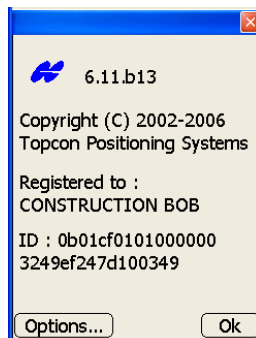 6.11.b13
Copyright (C) 2002-2006
Topcon Positioning Systems
Registered to :
CONSTRUCTION BOB
ID : 0b01cf0101000000
3249ef247d100349
Options...
Ok